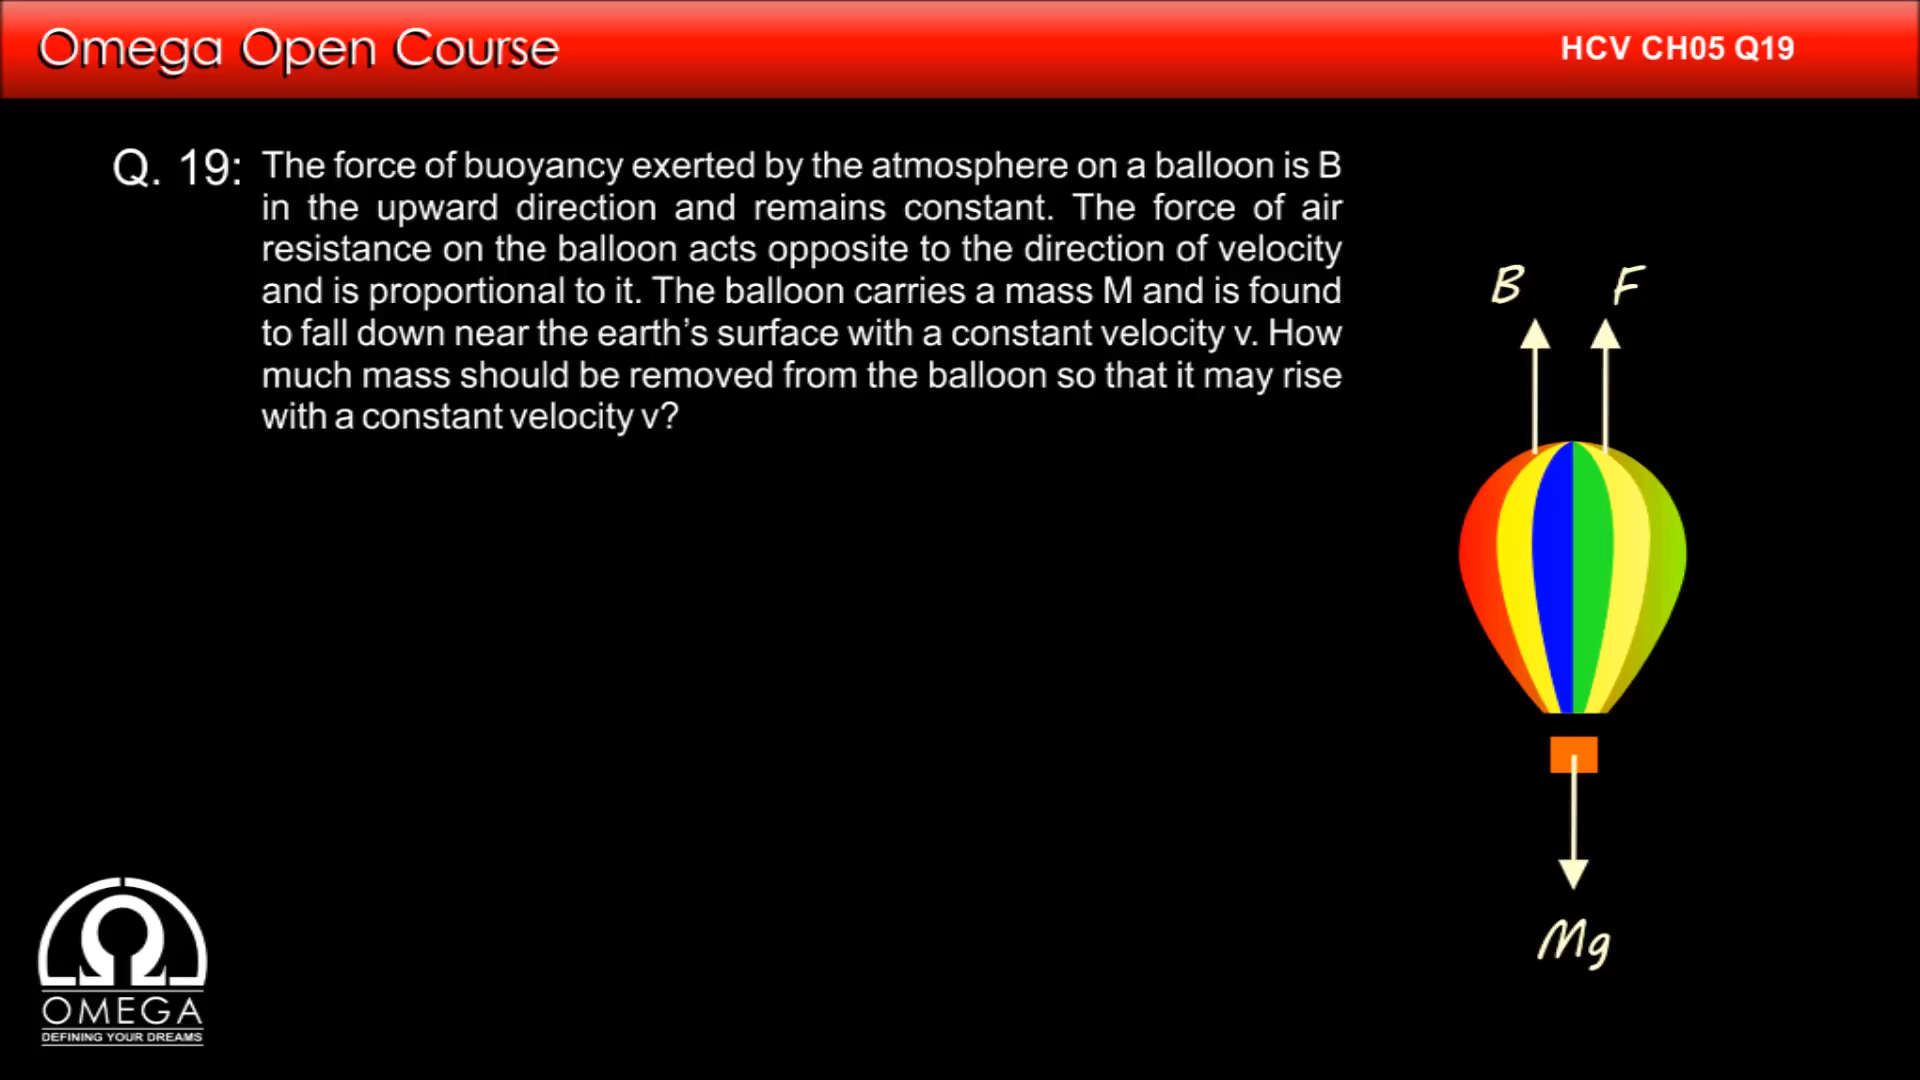 Omega Open Course
HCV CH05 Q19
Q. 19: The force of buoyancy exerted by the atmosphere on a balloon is B
in the upward direction and remains constant. The force of air
resistance on the balloon acts opposite to the direction of velocity
and is proportional to it. The balloon carries a mass M and is found
to fall down near the earth’s surface with a constant velocity v. How
much mass should be removed from the balloon so that it may rise
with a constant velocity v?
B F
Mg
Ω
OMEGA
DEFINING YOUR DREAMS